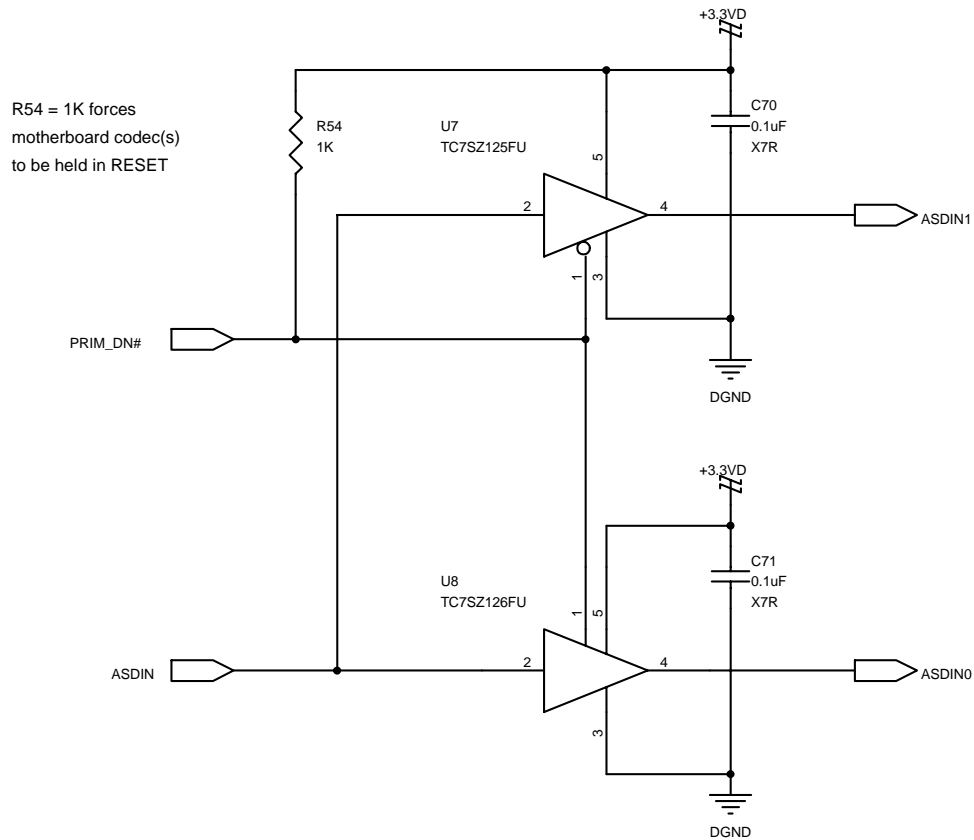 +3.3VD
R54 = 1K forces
motherboard codec(s)
to be held in RESET
R54
1K
U7
TC7SZ125FU
C70
0.1uF
X7R
5
2
4
ASDIN1
1
3
PRIM_DN#
DGND
+3.3VD
U8
TC7SZ126FU
C71
0.1uF
X7R
1
5
ASDIN
2
4
ASDIN0
3
DGND